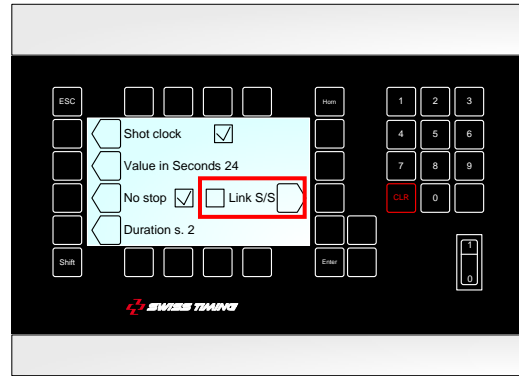 ESC
Hom
1 2 3
Shot clock
4 5 6
Value in Seconds 24
7 8 9
No stop
Link S/S
CLR 0
Duration s. 2
Shift
Enter
1
0
SWISS TIMING